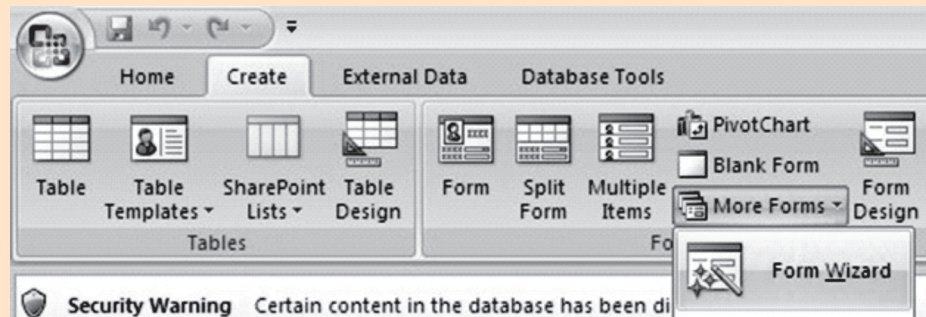 Home Create External Data Database Tools
PivotChart
Blank Form
More Forms
Table Table Templates SharePoint Lists Table Design Form Split Form Multiple Items Form Design
Tables Fo
Form Wizard
Security Warning Certain content in the database has been di